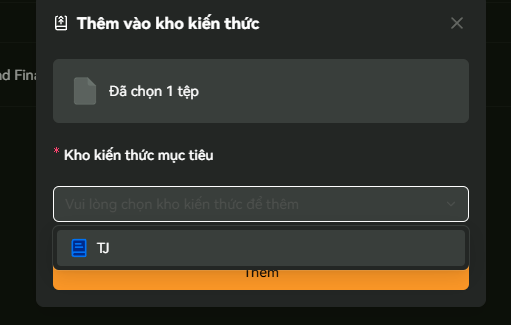 Thêm vào kho kiến thức
nd Fina
Đã chọn 1 tệp
* Kho kiến thức mục tiêu
Vui lòng chọn kho kiến thức để thêm
TJ
Thêm